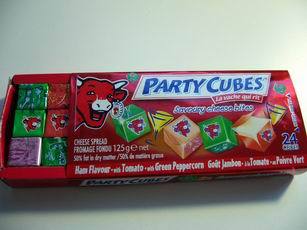 PARTY CUBES
La vache qui rit
Savoury cheese bites
CHEESE SPREAD
FROMAGE FONDU 125g ℮ net
50% fat in dry matter / 50% de matière grasse
24
CUBES
Ham Flavour - with Tomato - with Green Peppercorn Goût Jambon - à la Tomate - au Poivre Vert